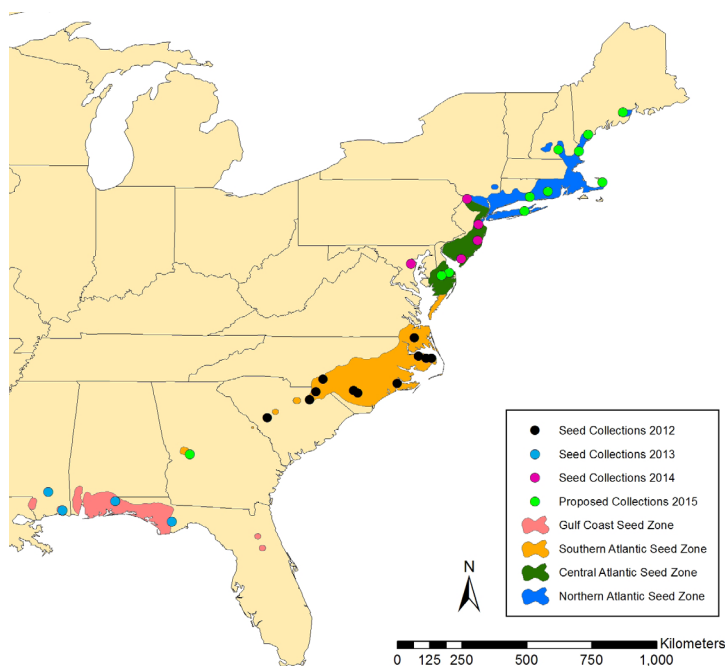 Seed Collections 2012
Seed Collections 2013
Seed Collections 2014
Proposed Collections 2015
Gulf Coast Seed Zone
Southern Atlantic Seed Zone
Central Atlantic Seed Zone
Northern Atlantic Seed Zone
N
Kilometers
0 125 250 500 750 1,000